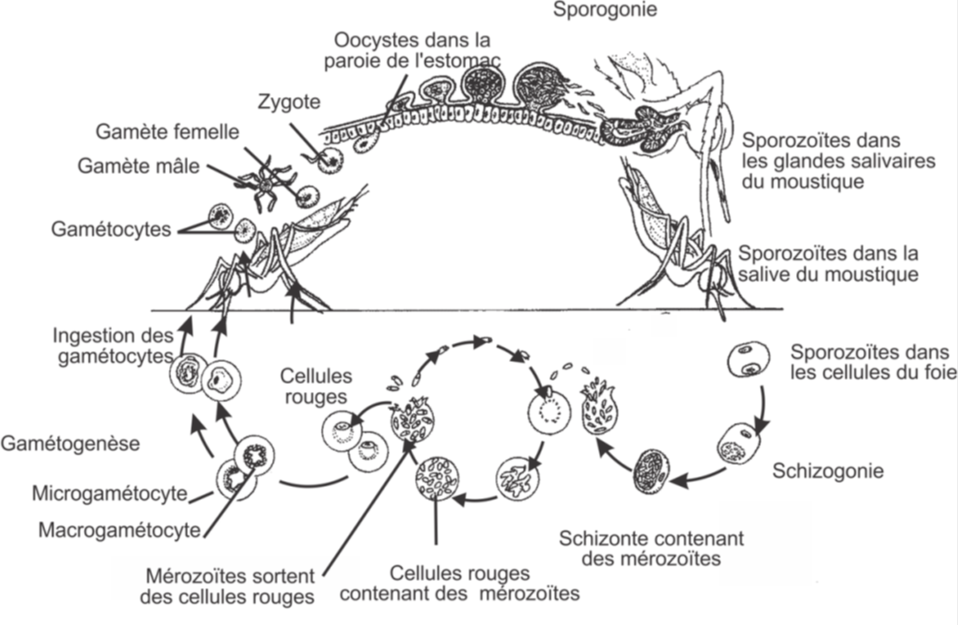 Sporogonie
Oocystes dans la
paroie de l'estomac
Zygote
Gamète femelle
Gamète mâle
Gamétocytes
Sporozoïtes dans
les glandes salivaires
du moustique
Sporozoïtes dans la
salive du moustique
Ingestion des
gamétocytes
Cellules
rouges
Sporozoïtes dans
les cellules du foie
Gamétogenèse
Microgamétocyte
Macrogamétocyte
Schizogonie
Schizonte contenant
des mérozoïtes
Mérozoïtes sortent
des cellules rouges
Cellules rouges
contenant des mérozoïtes